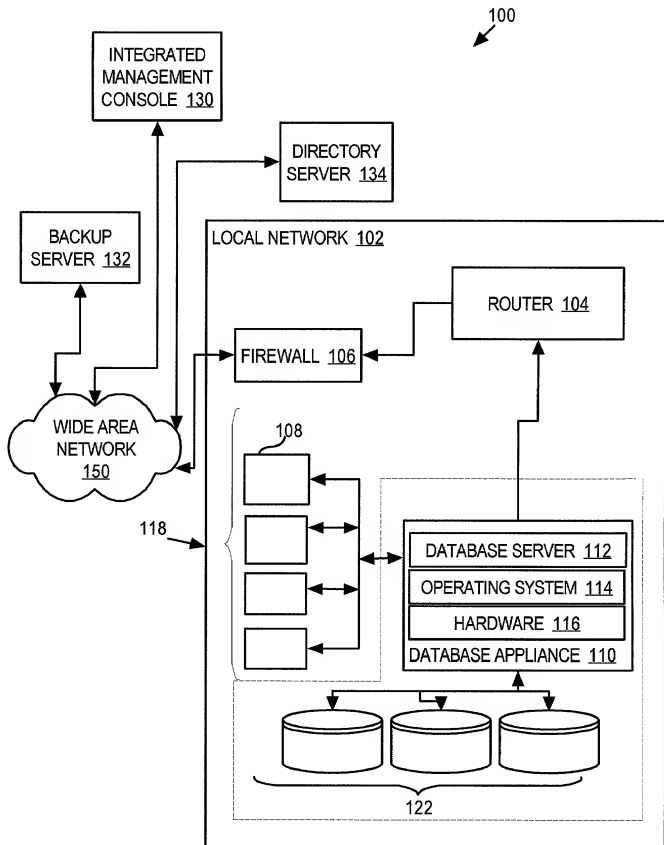 100
INTEGRATED
MANAGEMENT
CONSOLE 130
DIRECTORY
SERVER 134
BACKUP
SERVER 132
LOCAL NETWORK 102
ROUTER 104
FIREWALL 106
WIDE AREA
NETWORK
150
108
118
DATABASE SERVER 112
OPERATING SYSTEM 114
HARDWARE 116
DATABASE APPLIANCE 110
122